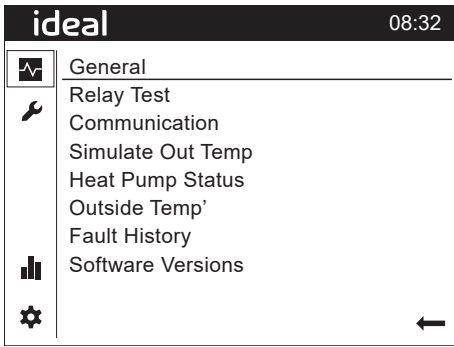 ideal 08:32
General
Relay Test
Communication
Simulate Out Temp
Heat Pump Status
Outside Temp'
Fault History
Software Versions